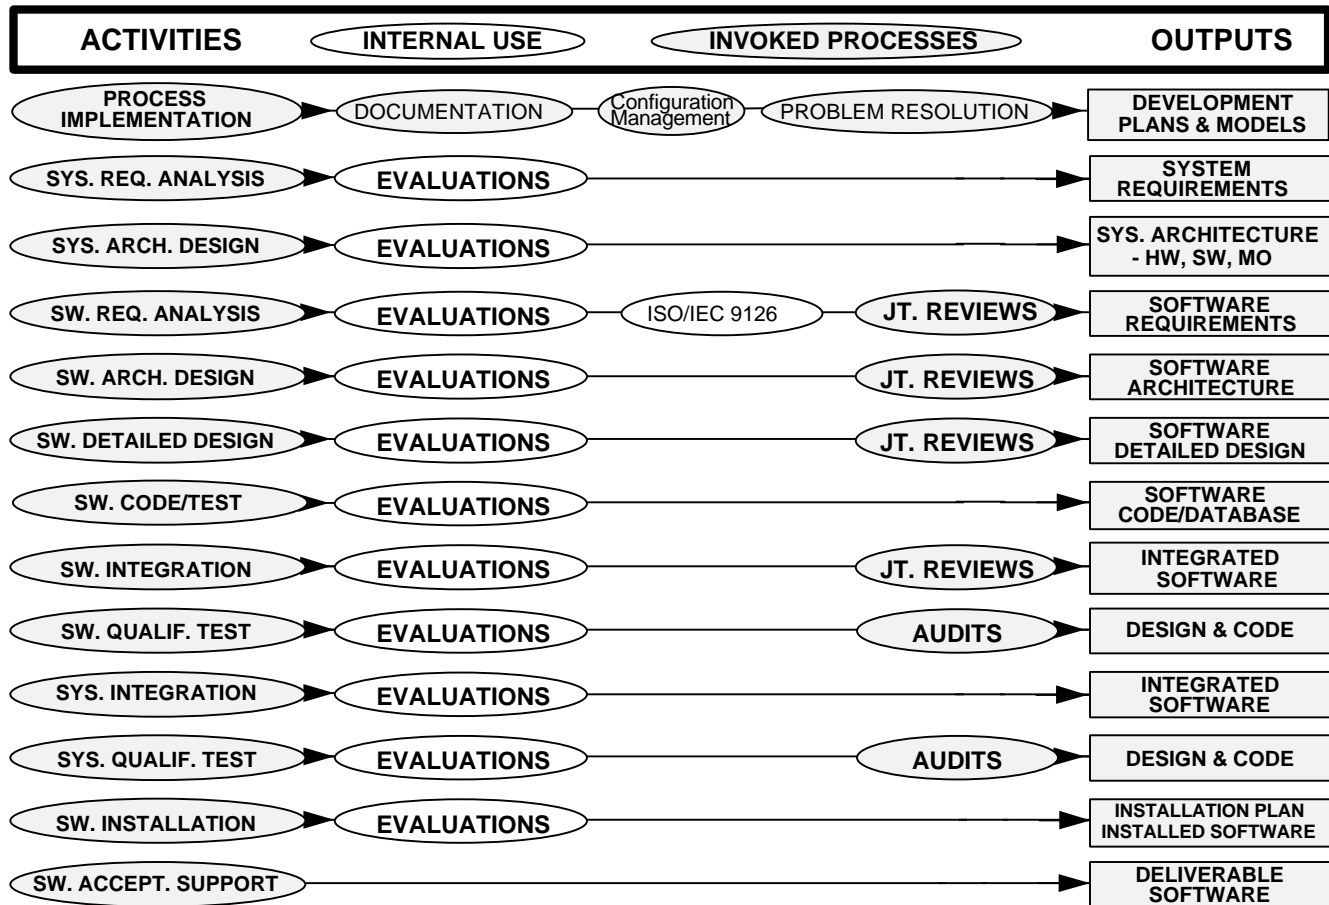 ACTIVITIES INTERNAL USE INVOKED PROCESSES OUTPUTS
PROCESS
IMPLEMENTATION
DOCUMENTATION
Configuration
Management
PROBLEM RESOLUTION
DEVELOPMENT
PLANS & MODELS
SYS. REQ. ANALYSIS
EVALUATIONS
SYSTEM
REQUIREMENTS
SYS. ARCH. DESIGN
EVALUATIONS
SYS. ARCHITECTURE
- HW, SW, MO
SW. REQ. ANALYSIS
EVALUATIONS
ISO/IEC 9126
JT. REVIEWS
SOFTWARE
REQUIREMENTS
SW. ARCH. DESIGN
EVALUATIONS
JT. REVIEWS
SOFTWARE
ARCHITECTURE
SW. DETAILED DESIGN
EVALUATIONS
JT. REVIEWS
SOFTWARE
DETAILED DESIGN
SW. CODE/TEST
EVALUATIONS
SOFTWARE
CODE/DATABASE
SW. INTEGRATION
EVALUATIONS
JT. REVIEWS
INTEGRATED
SOFTWARE
SW. QUALIF. TEST
EVALUATIONS
AUDITS
DESIGN & CODE
SYS. INTEGRATION
EVALUATIONS
INTEGRATED
SOFTWARE
SYS. QUALIF. TEST
EVALUATIONS
AUDITS
DESIGN & CODE
SW. INSTALLATION
EVALUATIONS
INSTALLATION PLAN
INSTALLED SOFTWARE
SW. ACCEPT. SUPPORT
DELIVERABLE
SOFTWARE